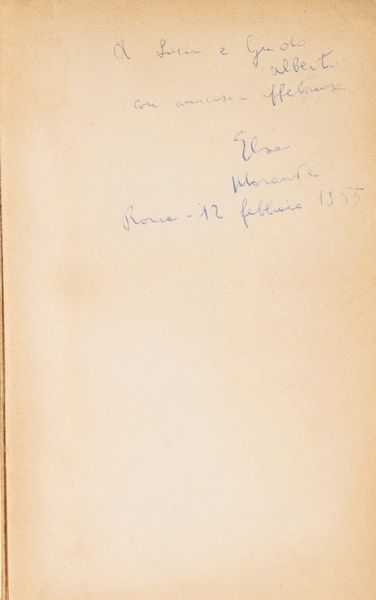 A Lucia e Guido
Alberti
con amicizia affettuosa
Elsa
Morante
Roma - 12 febbraio 1955